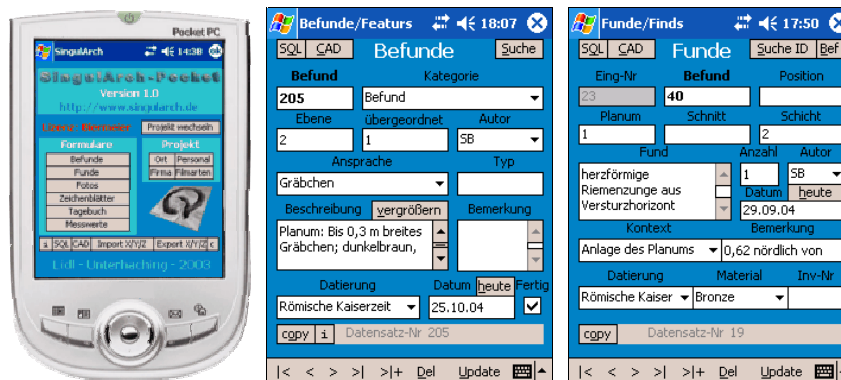 Pocket PC
SingulArch 14:38 ok
SingulArch-Pocket
Version 1.0
http://www.singularch.de
Projekt wechseln
Formulare Projekt
Befunde Ort Personal
Funde Firma Filmarten
Fotos
Zeichenblätter
Tagebuch
Messwerte
i SQL CAD Import X/Y/Z Export X/Y/Z K
Lidl - Unterhaching - 2003
Befunde/Featurs 18:07
SQL CAD Befunde Suche
Befund Kategorie
205 Befund
Ebene übergeordnet Autor
2 1 SB
Ansprache Typ
Gräbchen
Beschreibung vergrößern Bemerkung
Planum: Bis 0,3 m breites
Gräbchen; dunkelbraun,
Datierung Datum heute Fertig
Römische Kaiserzeit 25.10.04
copy i Datensatz-Nr 205
|< < > >| >|+ Del Update
Funde/Finds 17:50
SQL CAD Funde Suche ID Bef
Eing-Nr Befund Position
23 40
Planum Schnitt Schicht
1 2
Fund Anzahl Autor
herzförmige 1 SB
Riemenzunge aus Datum heute
Versturzhorizont 29.09.04
Kontext Bemerkung
Anlage des Planums 0,62 nördlich von
Datierung Material Inv-Nr
Römische Kaiser Bronze
copy Datensatz-Nr 19
|< < > >| >|+ Del Update